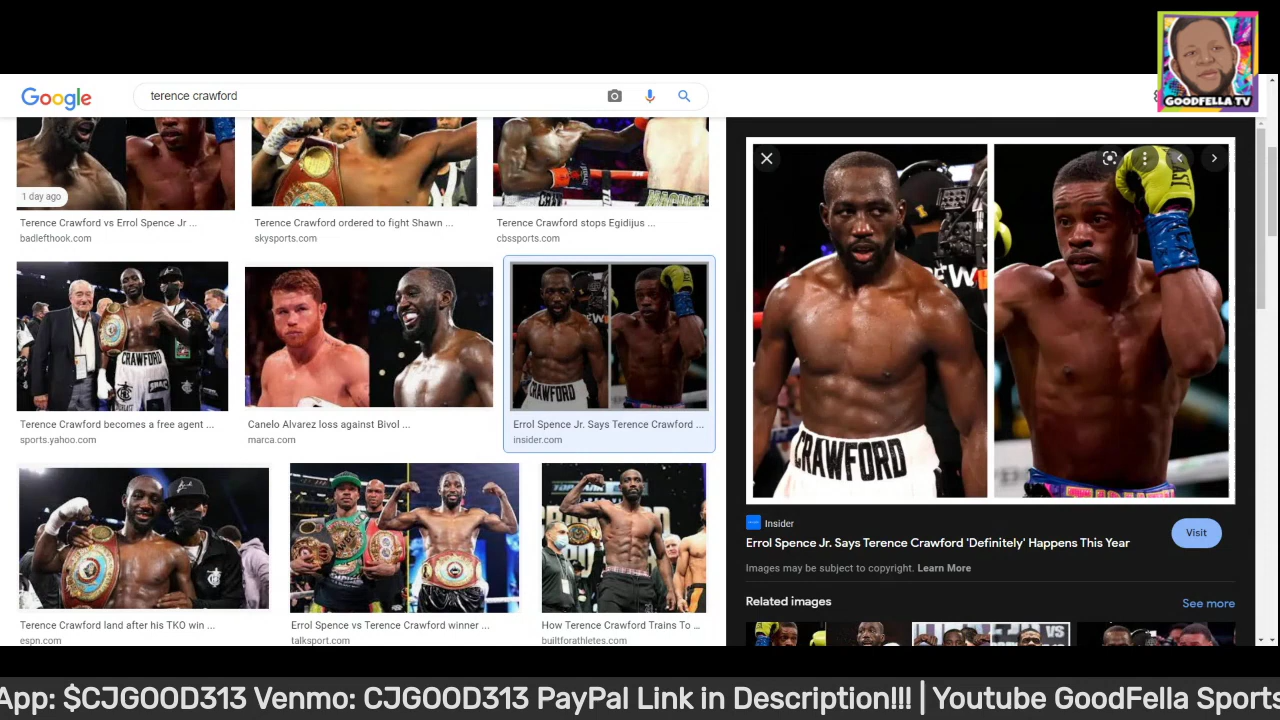 GOODFELLA TV
Google
terence crawford
1 day ago
Terence Crawford vs Errol Spence Jr ...
badlefthook.com
Terence Crawford ordered to fight Shawn ...
skysports.com
Terence Crawford stops Egidijus ...
cbssports.com
CRAWFORD
Terence Crawford becomes a free agent ...
sports.yahoo.com
Canelo Alvarez loss against Bivol ...
marca.com
CRAWFORD
Errol Spence Jr. Says Terence Crawford ...
insider.com
CRAWFORD
Terence Crawford land after his TKO win ...
espn.com
Errol Spence vs Terence Crawford winner ...
talksport.com
How Terence Crawford Trains To ...
builtforathletes.com
Insider
Errol Spence Jr. Says Terence Crawford 'Definitely' Happens This Year
Visit
Images may be subject to copyright. Learn More
Related images
See more
VS
App: $CJGOOD313 Venmo: CJGOOD313 PayPal Link in Description!!! | Youtube GoodFella Sports